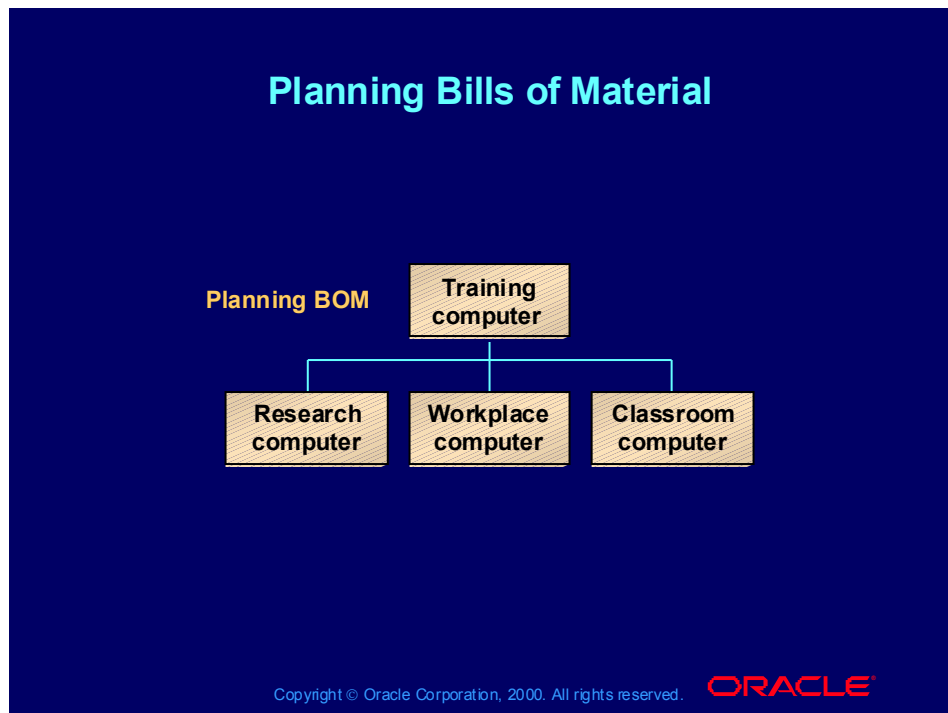 Planning Bills of Material
Planning BOM
Training
computer
Research
computer
Workplace
computer
Classroom
computer
Copyright © Oracle Corporation, 2000. All rights reserved.
ORACLE®